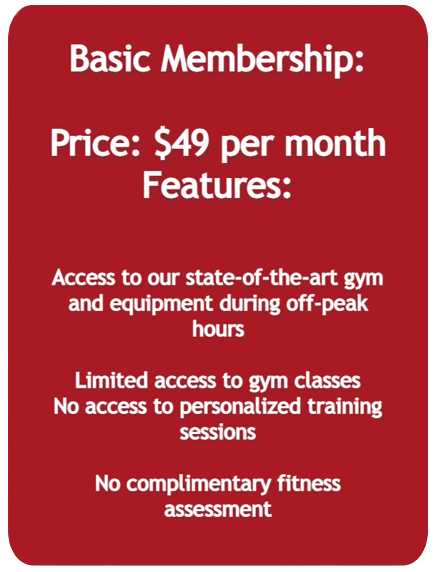 Basic Membership:
Price: $49 per month
Features:
Access to our state-of-the-art gym
and equipment during off-peak
hours
Limited access to gym classes
No access to personalized training
sessions
No complimentary fitness
assessment